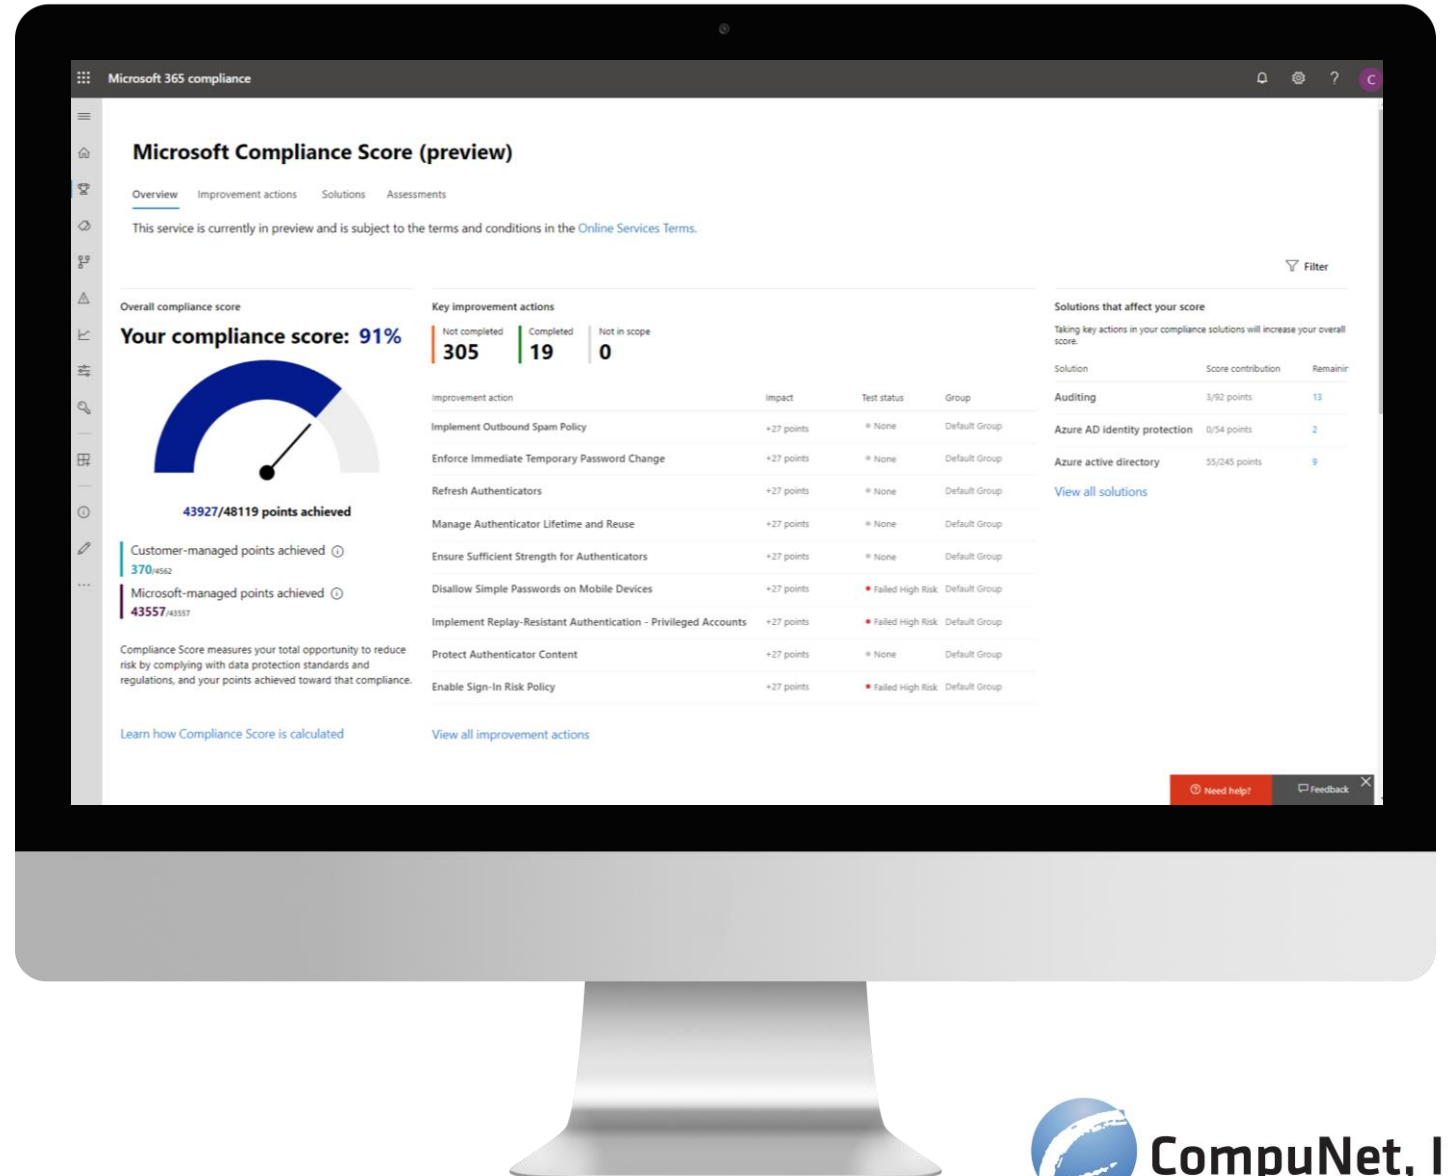 Microsoft 365 compliance
?
C
Microsoft Compliance Score (preview)
Overview Improvement actions Solutions Assessments
This service is currently in preview and is subject to the terms and conditions in the Online Services Terms.
Filter
Overall compliance score
Your compliance score: 91%
43927/48119 points achieved
Customer-managed points achieved
370/4562
Microsoft-managed points achieved
43557/43557
Compliance Score measures your total opportunity to reduce
risk by complying with data protection standards and
regulations, and your points achieved toward that compliance.
Learn how Compliance Score is calculated
Key improvement actions
Not completed Completed Not in scope
305 19 0
Improvement action Impact Test status Group
Implement Outbound Spam Policy +27 points None Default Group
Enforce Immediate Temporary Password Change +27 points None Default Group
Refresh Authenticators +27 points None Default Group
Manage Authenticator Lifetime and Reuse +27 points None Default Group
Ensure Sufficient Strength for Authenticators +27 points None Default Group
Disallow Simple Passwords on Mobile Devices +27 points Failed High Risk Default Group
Implement Replay-Resistant Authentication - Privileged Accounts +27 points Failed High Risk Default Group
Protect Authenticator Content +27 points None Default Group
Enable Sign-In Risk Policy +27 points Failed High Risk Default Group
View all improvement actions
Solutions that affect your score
Taking key actions in your compliance solutions will increase your overall
score.
Solution Score contribution Remainir
Auditing 3/92 points 13
Azure AD identity protection 0/54 points 2
Azure active directory 55/245 points 9
View all solutions
Need help? Feedback
CompuNet, I